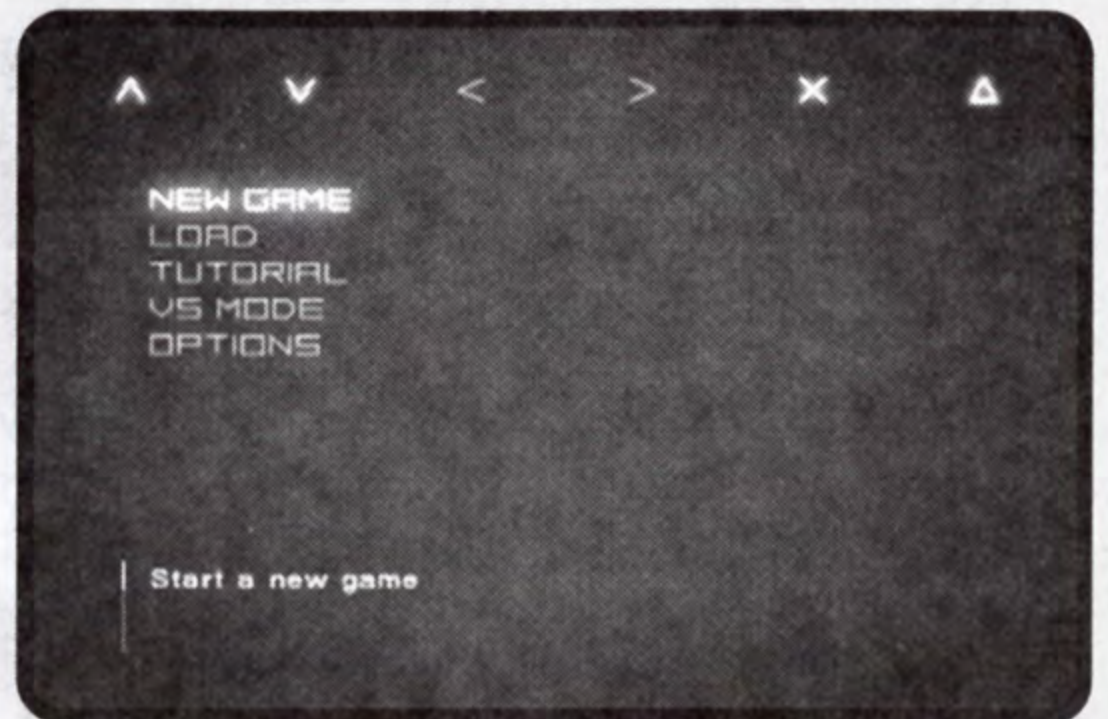 NEW GAME
LOAD
TUTORIAL
VS MODE
OPTIONS
Start a new game